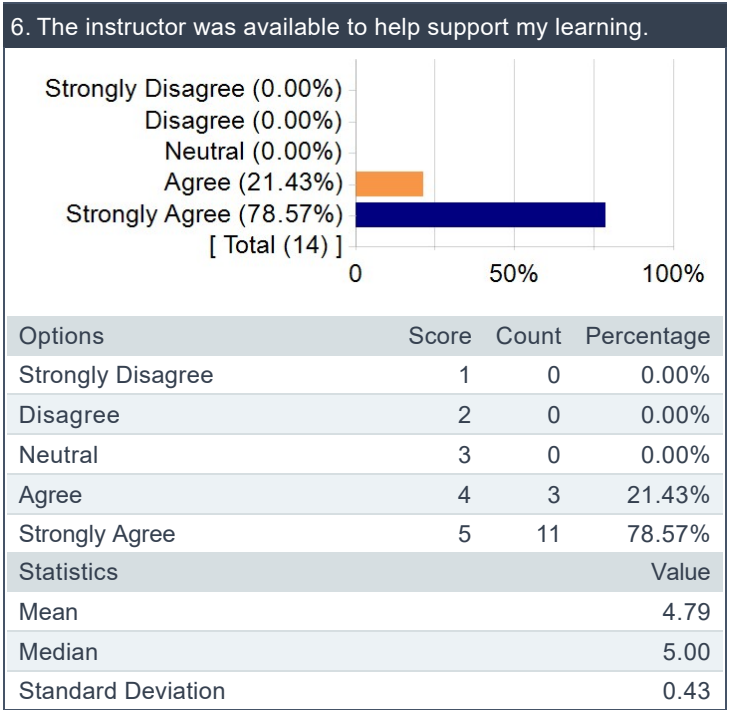 6. The instructor was available to help support my learning.
Strongly Disagree (0.00%)
Disagree (0.00%)
Neutral (0.00%)
Agree (21.43%)
Strongly Agree (78.57%)
[ Total (14) ]
0 50% 100%
Options Score Count Percentage
Strongly Disagree 1 0 0.00%
Disagree 2 0 0.00%
Neutral 3 0 0.00%
Agree 4 3 21.43%
Strongly Agree 5 11 78.57%
Statistics Value
Mean 4.79
Median 5.00
Standard Deviation 0.43